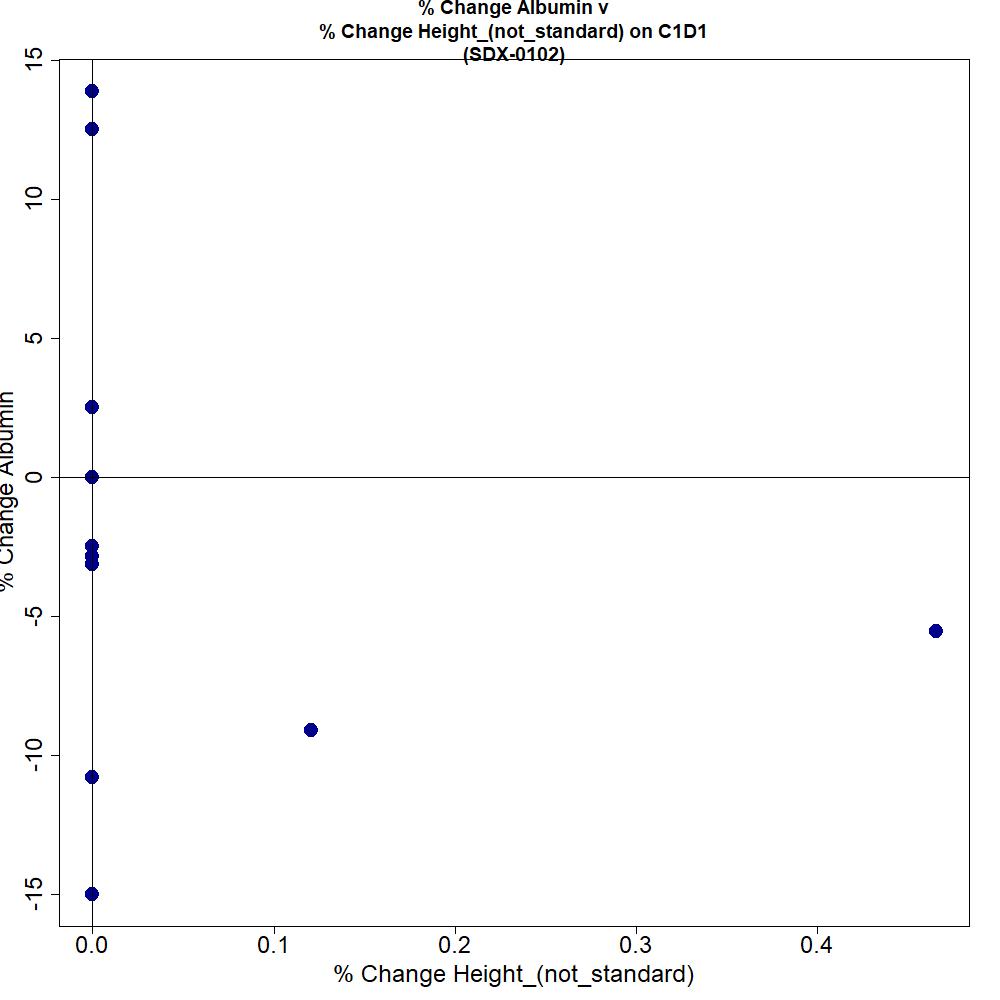 % Change Albumin v
% Change Height_(not_standard) on C1D1
(SDX-0102)
15
10
5
0
-5
-10
-15
% Change Albumin
0.0 0.1 0.2 0.3 0.4
% Change Height_(not_standard)